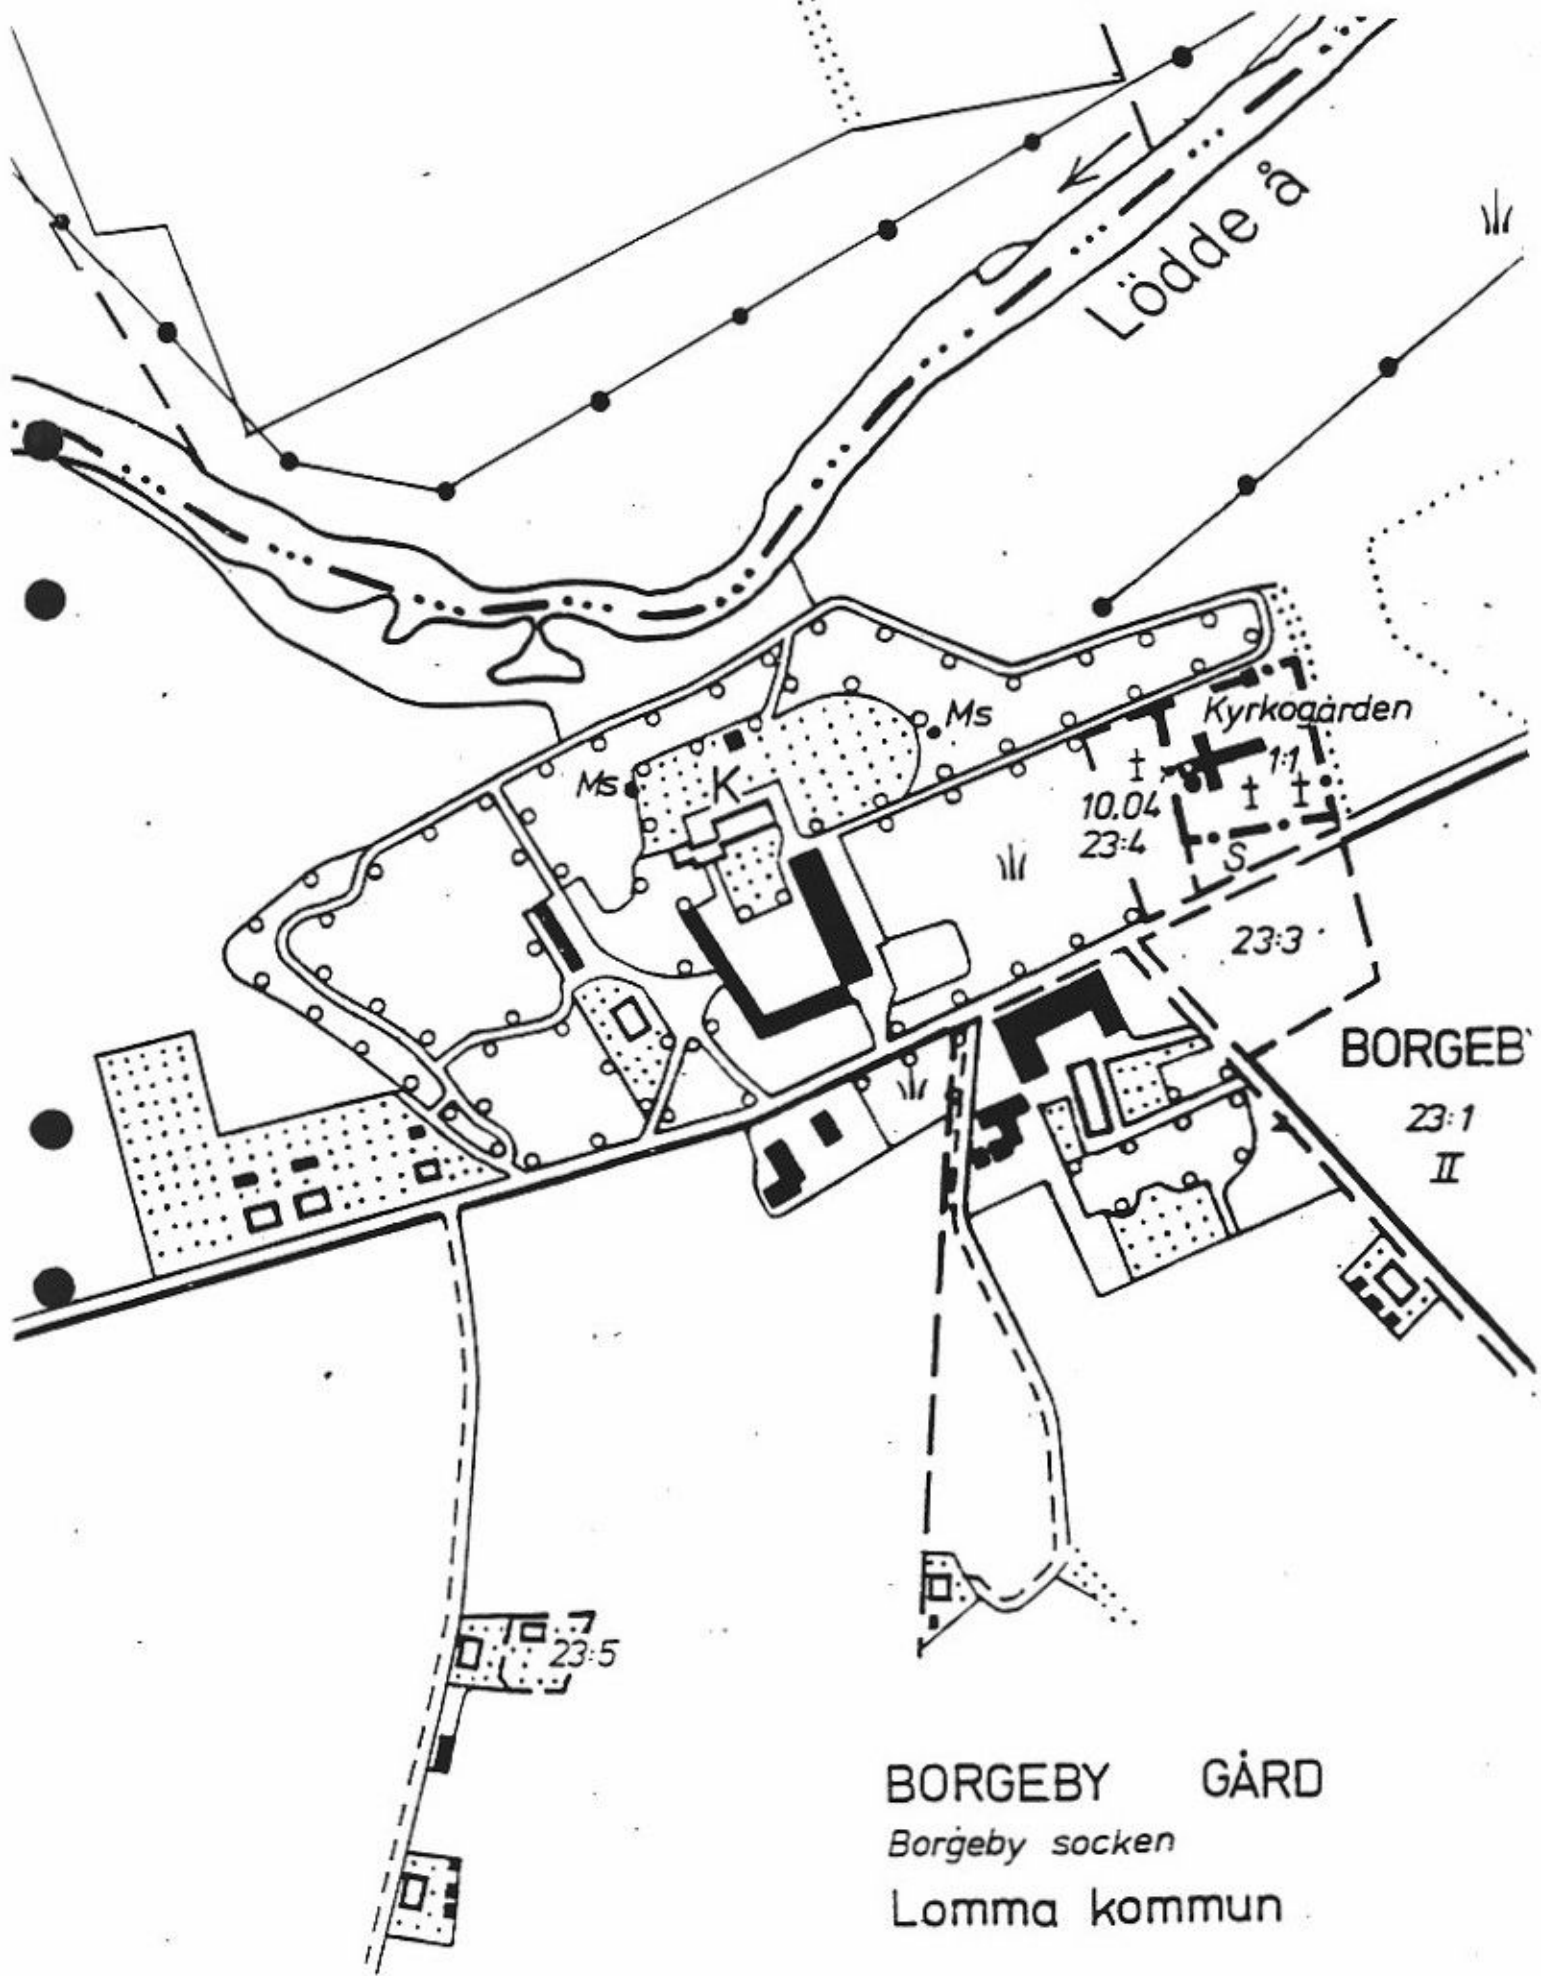 Lödde å
Ms
Kyrkogården
Ms
K
1:1
10.04
23:4
S
23:3
BORGEB
23:1
II
23:5
BORGEBY GÅRD
Borgeby socken
Lomma kommun